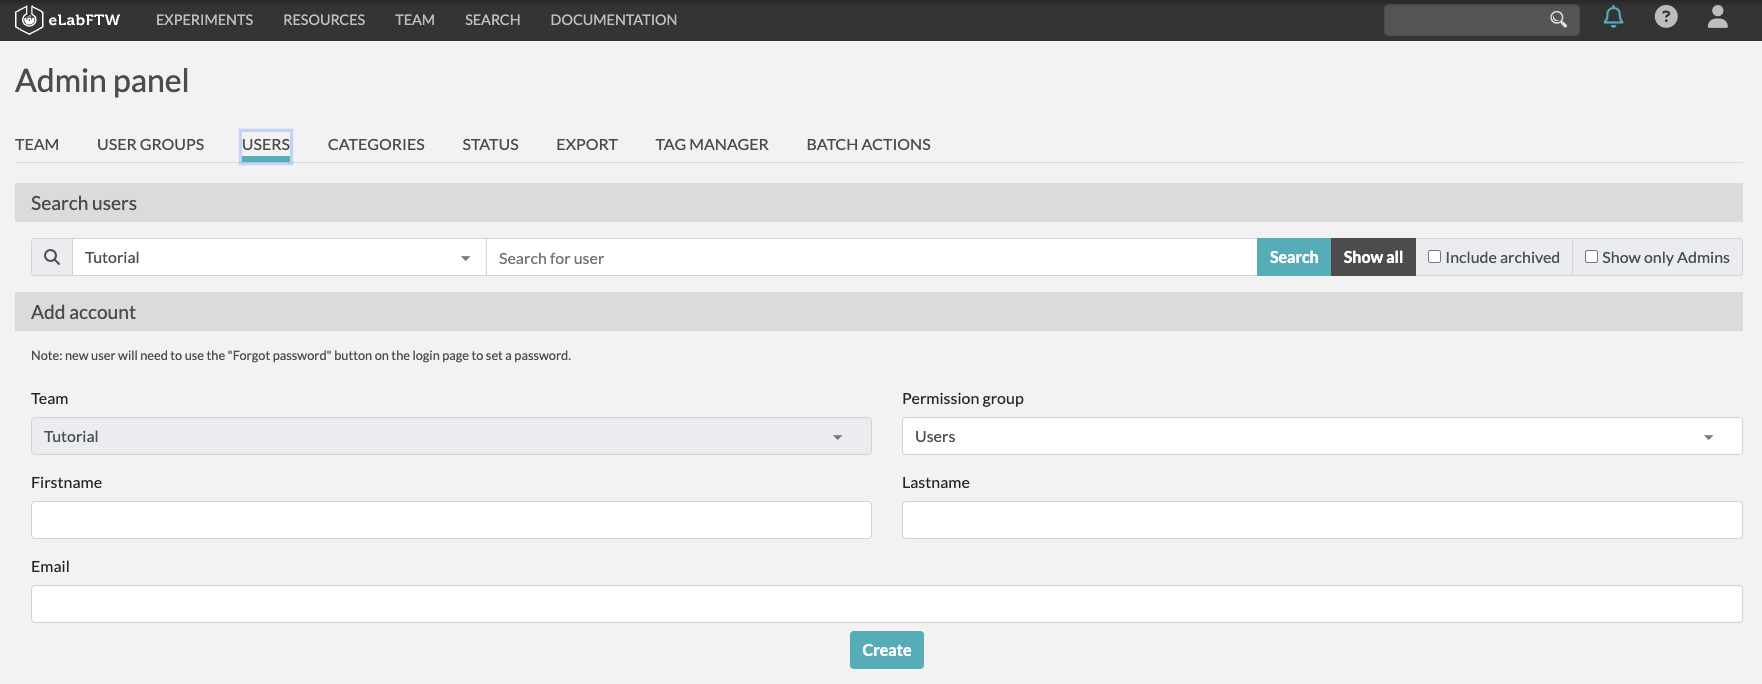 eLabFTW EXPERIMENTS RESOURCES TEAM SEARCH DOCUMENTATION ?
Admin panel
TEAM USER GROUPS USERS CATEGORIES STATUS EXPORT TAG MANAGER BATCH ACTIONS
Search users
Tutorial Search for user Search Show all Include archived Show only Admins
Add account
Note: new user will need to use the "Forgot password" button on the login page to set a password.
Team Permission group
Tutorial Users
Firstname Lastname
Email
Create